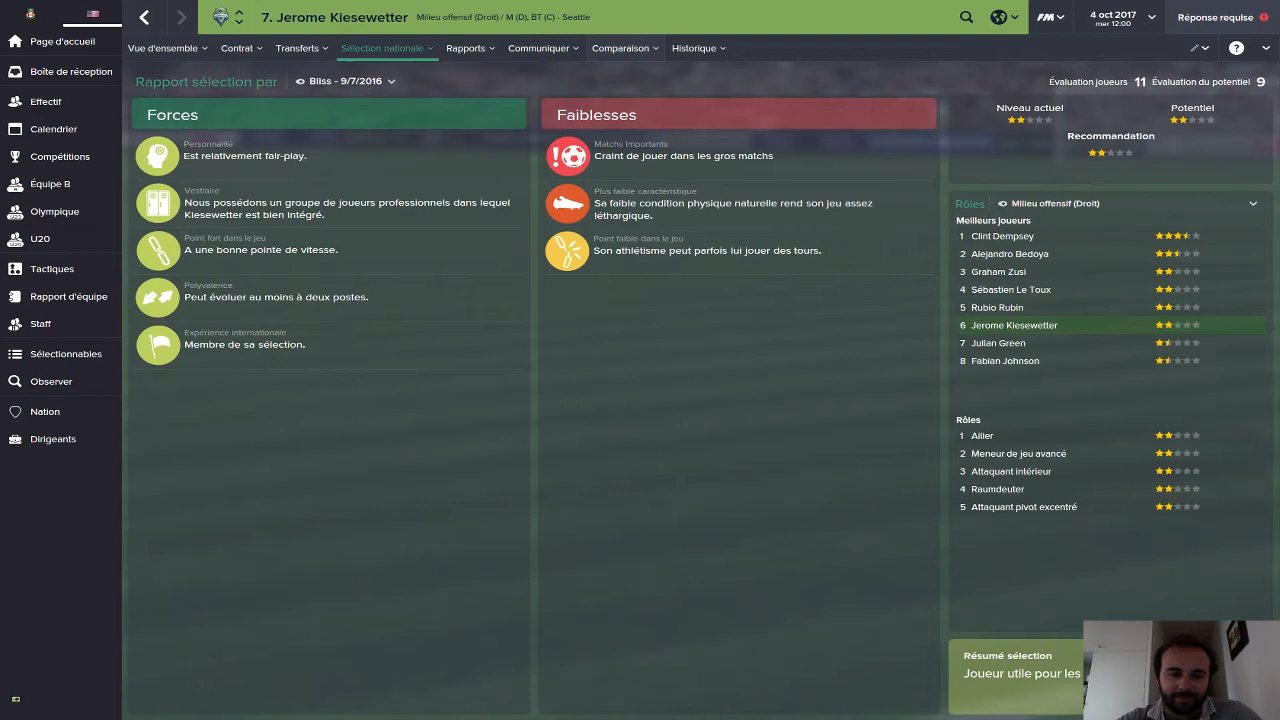 7. Jerome Kiesewetter
Milieu offensif (Droit) / M (D), BT (C) - Seattle
FM
4 oct 2017
mer 12:00
Réponse requise
Page d'accueil
Boîte de réception
Effectif
Calendrier
Compétitions
Équipe B
Olympique
U20
Tactiques
Rapport d'équipe
Staff
Sélectionnables
Observer
Nation
Dirigeants
Vue d'ensemble
Contrat
Transferts
Sélection nationale
Rapports
Communiquer
Comparaison
Historique
?
Rapport sélection par
Bliss - 9/7/2016
Évaluation joueurs 11
Évaluation du potentiel 9
Forces
Personnalité
Est relativement fair-play.
Vestiaire
Nous possédons un groupe de joueurs professionnels dans lequel
Kiesewetter est bien intégré.
Point fort dans le jeu
A une bonne pointe de vitesse.
Polyvalence
Peut évoluer au moins à deux postes.
Expérience internationale
Membre de sa sélection.
Faiblesses
Matchs Importants
Craint de jouer dans les gros matchs
Plus faible caractéristique
Sa faible condition physique naturelle rend son jeu assez
léthargique.
Point faible dans le jeu
Son athlétisme peut parfois lui jouer des tours.
Niveau actuel
Potentiel
Recommandation
Rôles
Milieu offensif (Droit)
Meilleurs joueurs
1 Clint Dempsey
2 Alejandro Bedoya
3 Graham Zusi
4 Sébastien Le Toux
5 Rubio Rubin
6 Jerome Kiesewetter
7 Julian Green
8 Fabian Johnson
Rôles
1 Ailier
2 Meneur de jeu avancé
3 Attaquant intérieur
4 Raumdeuter
5 Attaquant pivot excentré
Résumé sélection
Joueur utile pour les